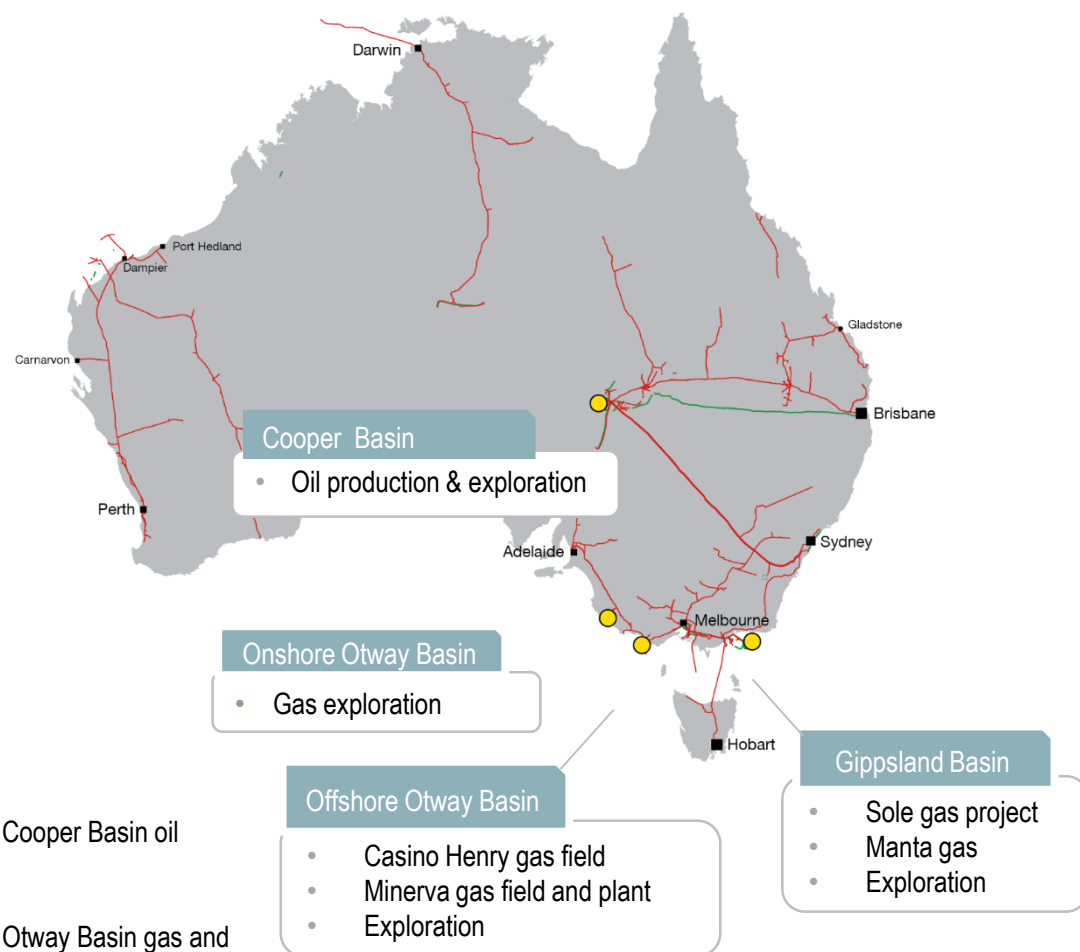 Darwin
Port Hedland
Dampier
Gladstone
Carnarvon
Brisbane
Cooper Basin
• Oil production & exploration
Perth
Sydney
Adelaide
Melbourne
Onshore Otway Basin
• Gas exploration
Hobart
Gippsland Basin
• Sole gas project
• Manta gas
• Exploration
Offshore Otway Basin
• Casino Henry gas field
• Minerva gas field and plant
• Exploration
Cooper Basin oil
Otway Basin gas and